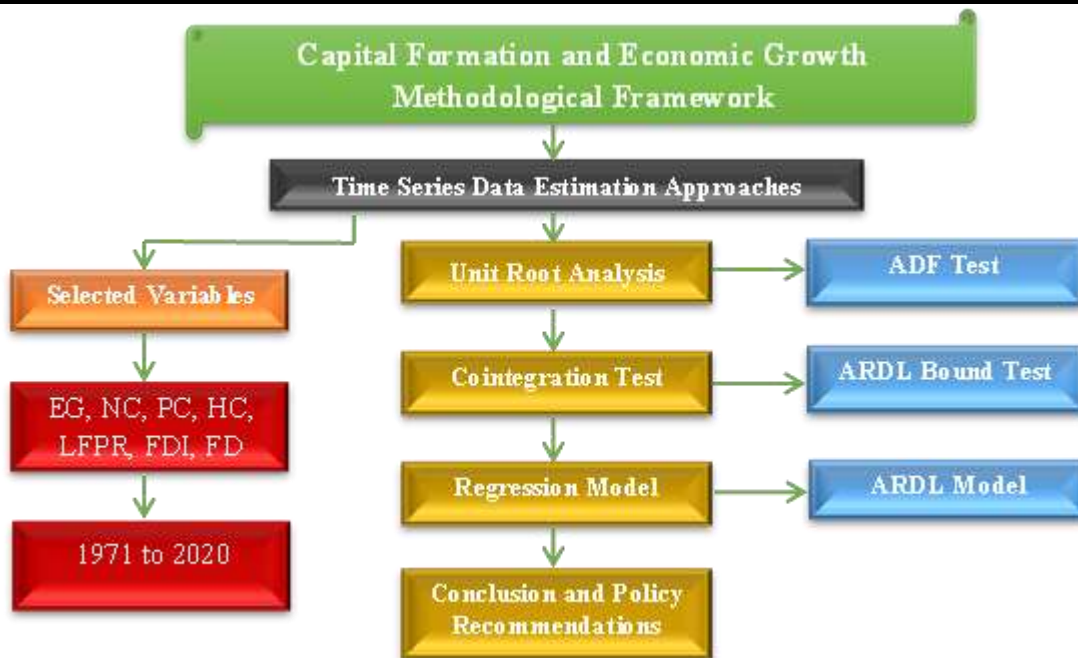 Capital Formation and Economic Growth
Methodological Framework
Time Series Data Estimation Approaches
Selected Variables
EG, NC, PC, HC,
LFPR, FDI, FD
1971 to 2020
Unit Root Analysis
ADF Test
Cointegration Test
ARDL Bound Test
Regression Model
ARDL Model
Conclusion and Policy
Recommendations